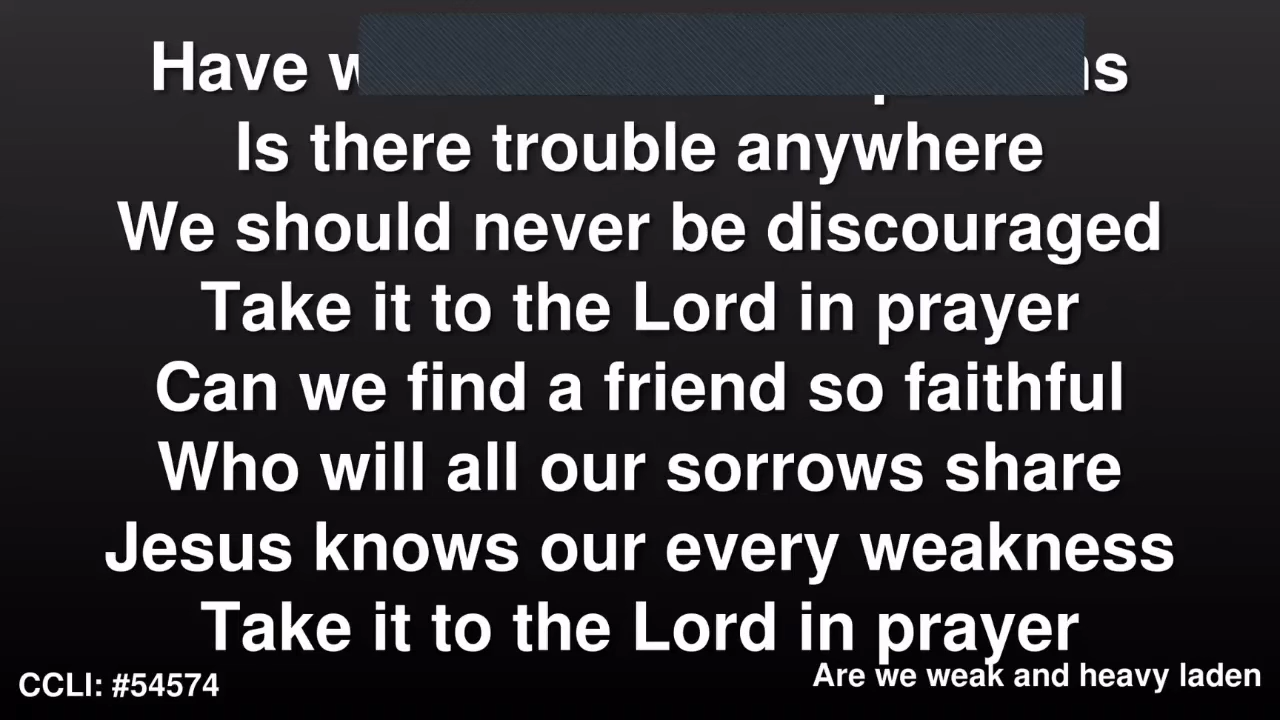 Have
Is there trouble anywhere
We should never be discouraged
Take it to the Lord in prayer
Can we find a friend so faithful
Who will all our sorrows share
Jesus knows our every weakness
Take it to the Lord in prayer
CCLI: #54574
Are we weak and heavy laden